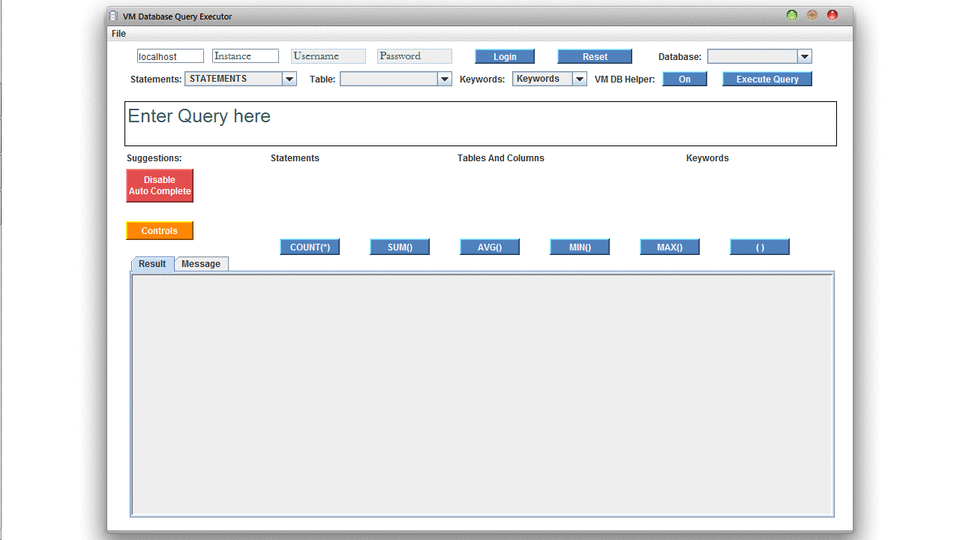 VM Database Query Executor
File
localhost Instance Username Password Login Reset Database:
Statements: STATEMENTS Table: Keywords: Keywords VM DB Helper: On Execute Query
Enter Query here
Suggestions: Statements Tables And Columns Keywords
Disable
Auto Complete
Controls
COUNT(*) SUM() AVG() MIN() MAX() ( )
Result Message